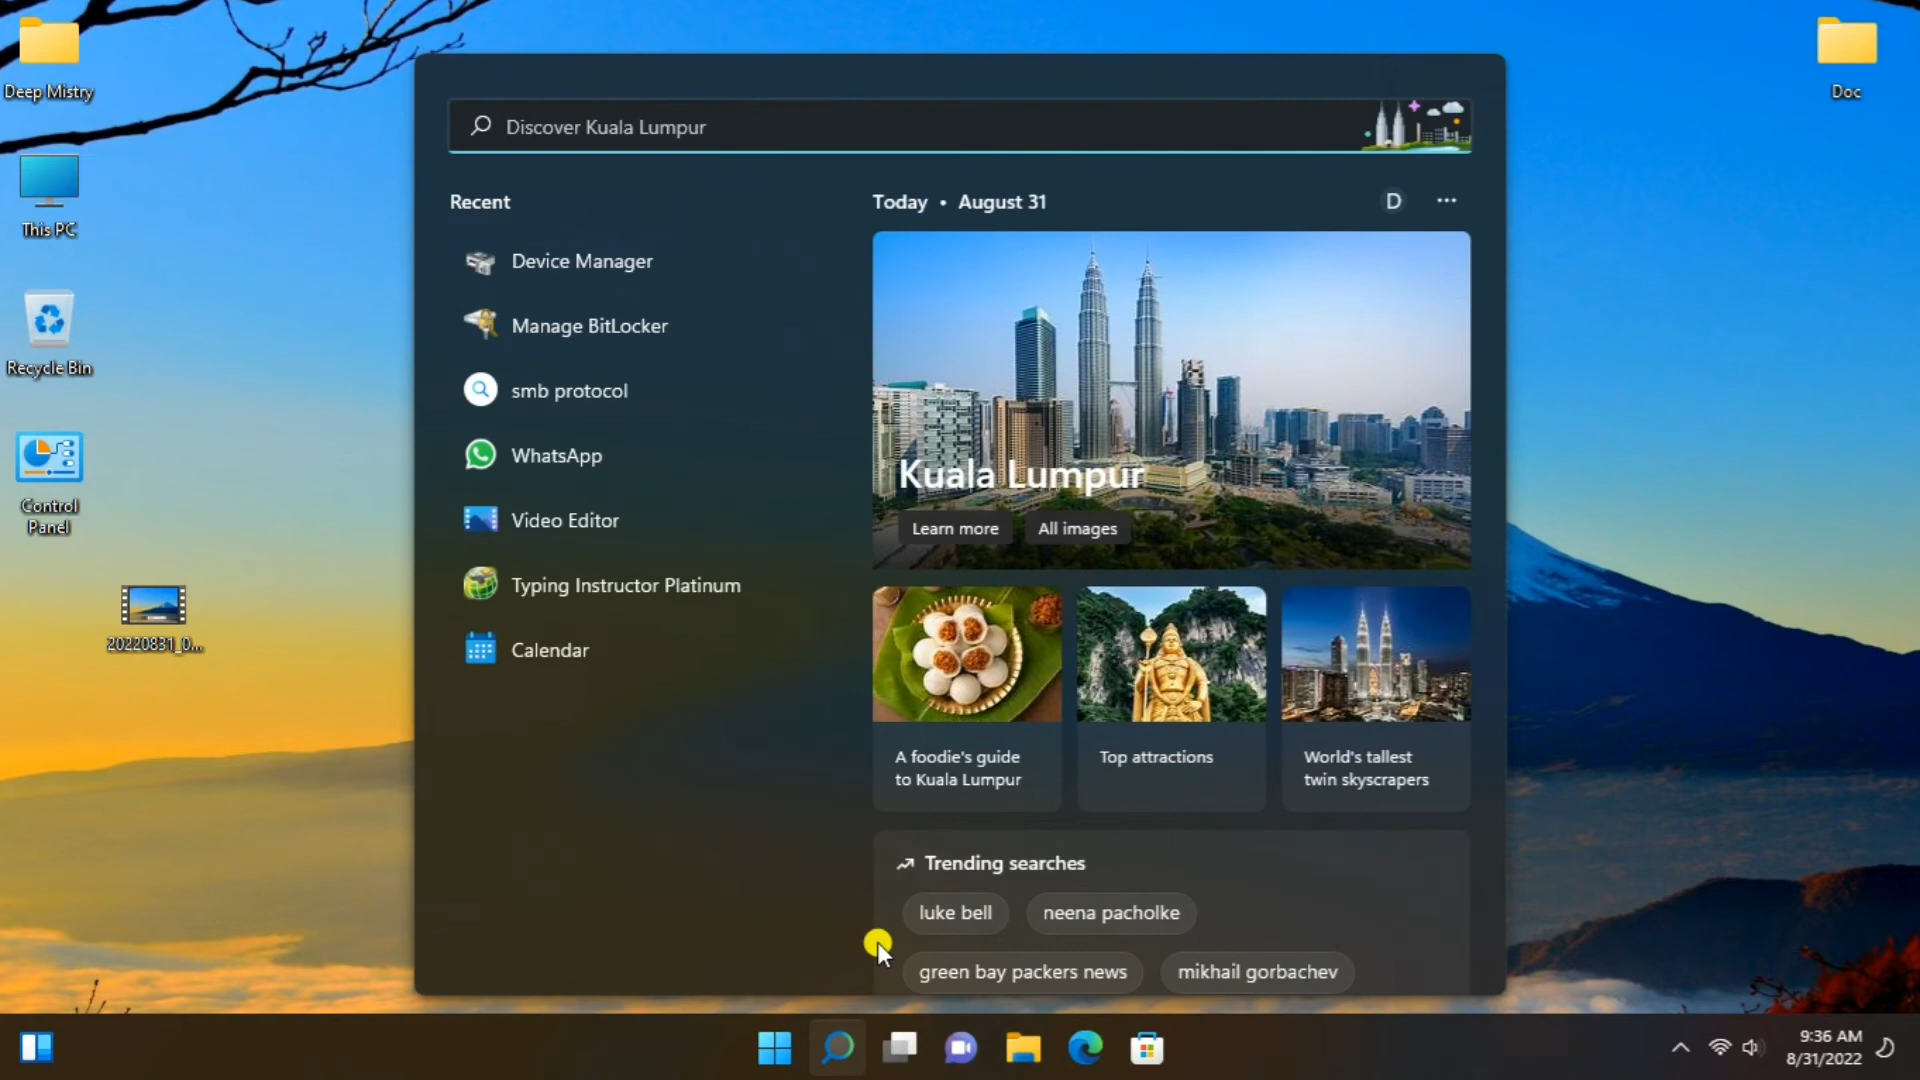 Deep Mistry
This PC
Recycle Bin
Control
Panel
20220831_0...
Doc
Discover Kuala Lumpur
Recent
Device Manager
Manage BitLocker
smb protocol
WhatsApp
Video Editor
Typing Instructor Platinum
Calendar
Today • August 31
D
Kuala Lumpur
Learn more
All images
A foodie's guide
to Kuala Lumpur
Top attractions
World's tallest
twin skyscrapers
Trending searches
luke bell
neena pacholke
green bay packers news
mikhail gorbachev
9:36 AM
8/31/2022